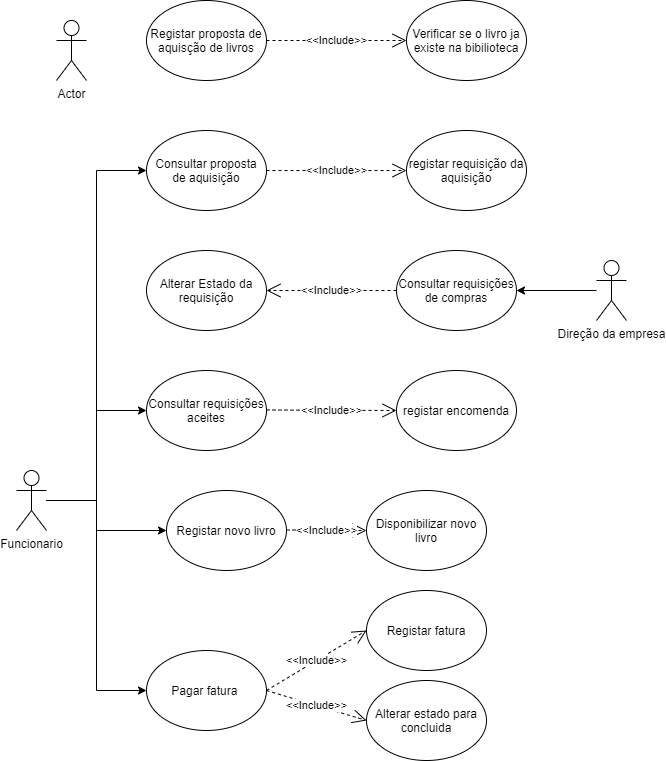 Registar proposta de
aquisção de livros
<<Include>>
Verificar se o livro ja
existe na bibilioteca
Actor
Consultar proposta
de aquisição
<<Include>>
registar requisição da
aquisição
Alterar Estado da
requisição
<<Include>>
Consultar requisições
de compras
Direção da empresa
Consultar requisições
aceites
<<Include>>
registar encomenda
Funcionario
Registar novo livro
<<Include>>
Disponibilizar novo
livro
Registar fatura
<<Include>>
Pagar fatura
<<Include>>
Alterar estado para
concluida